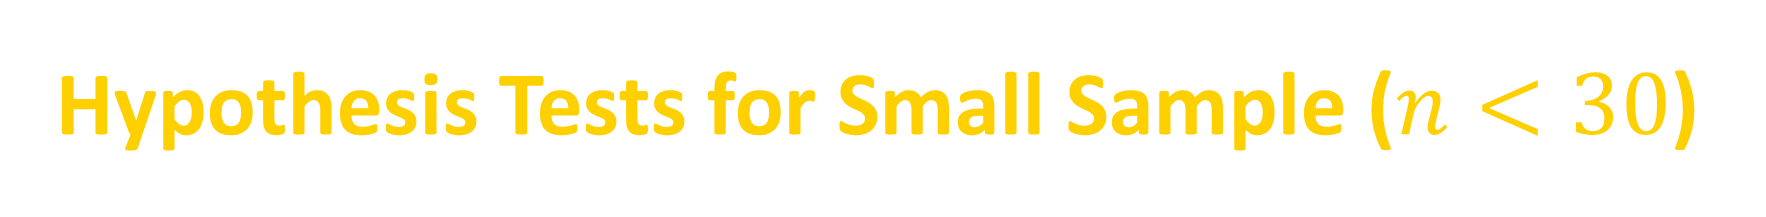 Hypothesis Tests for Small Sample (n < 30)